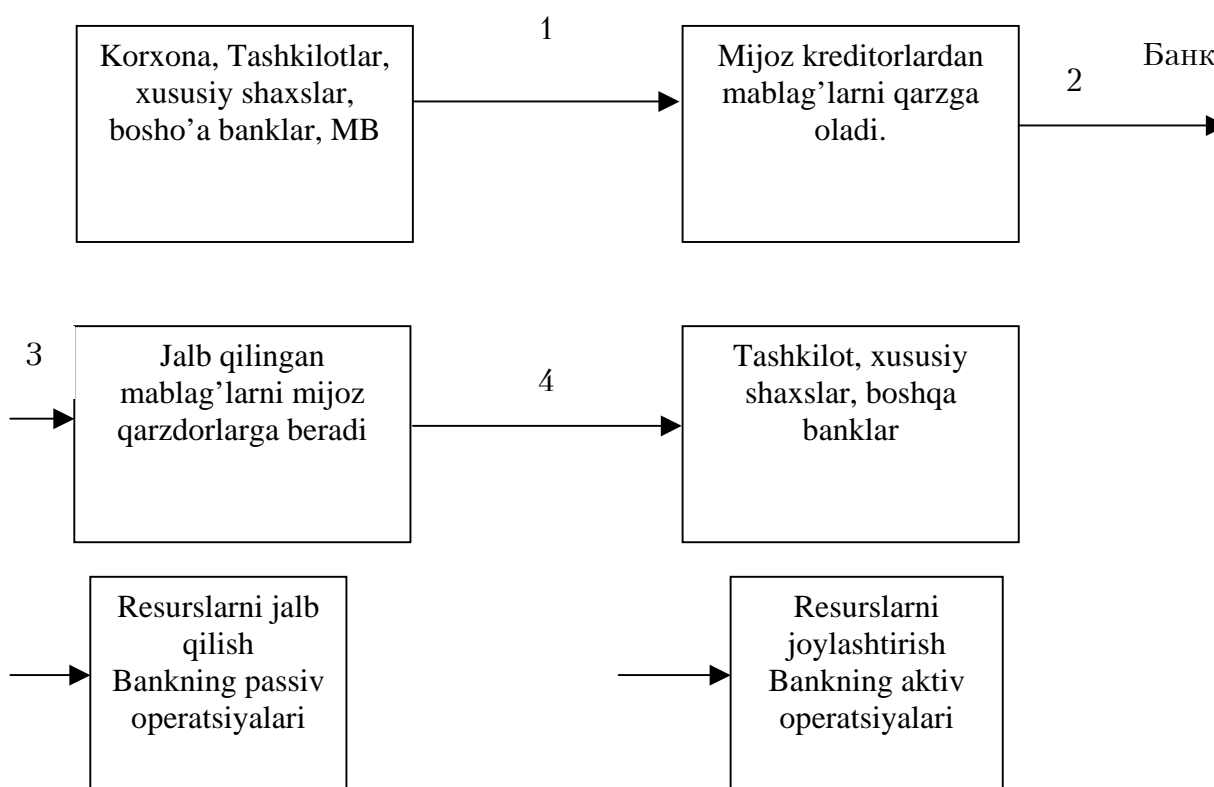 1
Korxona, Tashkilotlar,
xususiy shaxslar,
bosho’a banklar, MB
Mijoz kreditorlardan
mablag’larni qarzga
oladi.
2
Банк
3
Jalb qilingan
mablag’larni mijoz
qarzdorlarga beradi
4
Tashkilot, xususiy
shaxslar, boshqa
banklar
Resurslarni jalb
qilish
Bankning passiv
operatsiyalari
Resurslarni
joylashtirish
Bankning aktiv
operatsiyalari